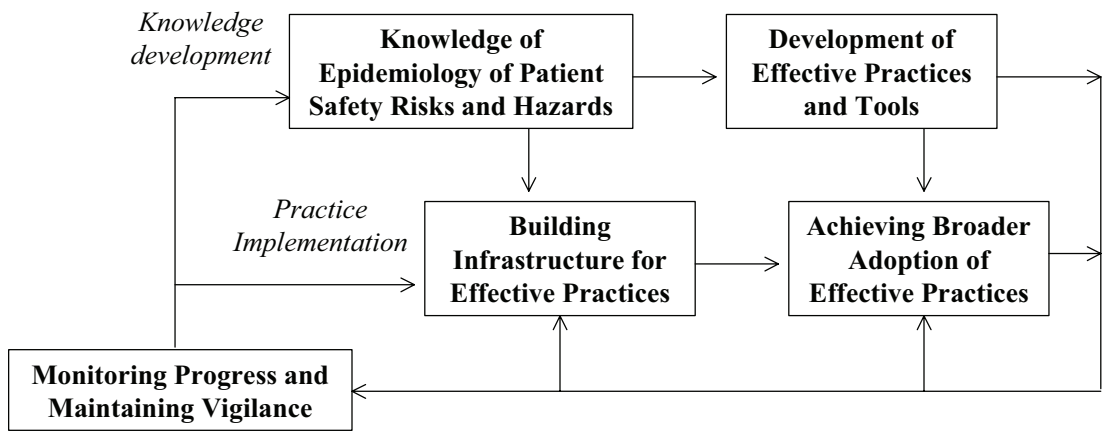 Knowledge
development
Knowledge of
Epidemiology of Patient
Safety Risks and Hazards
Development of
Effective Practices
and Tools
Practice
Implementation
Building
Infrastructure for
Effective Practices
Achieving Broader
Adoption of
Effective Practices
Monitoring Progress and
Maintaining Vigilance